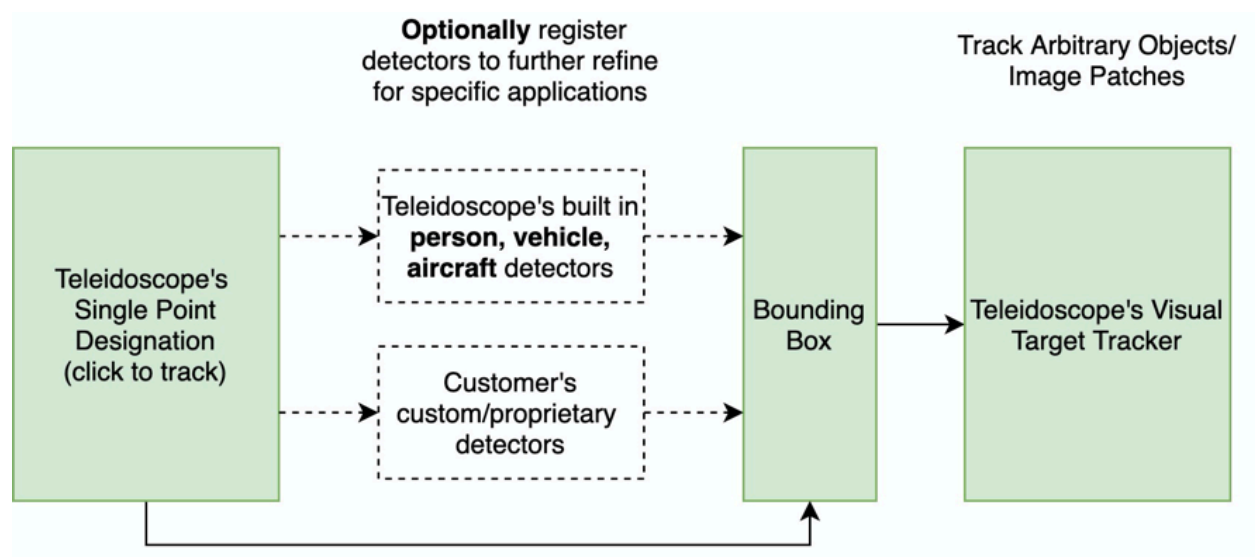 Optionally register
detectors to further refine
for specific applications
Track Arbitrary Objects/
Image Patches
Teleidoscope's
Single Point
Designation
(click to track)
Teleidoscope's built in
person, vehicle,
aircraft detectors
Customer's
custom/proprietary
detectors
Bounding
Box
Teleidoscope's Visual
Target Tracker